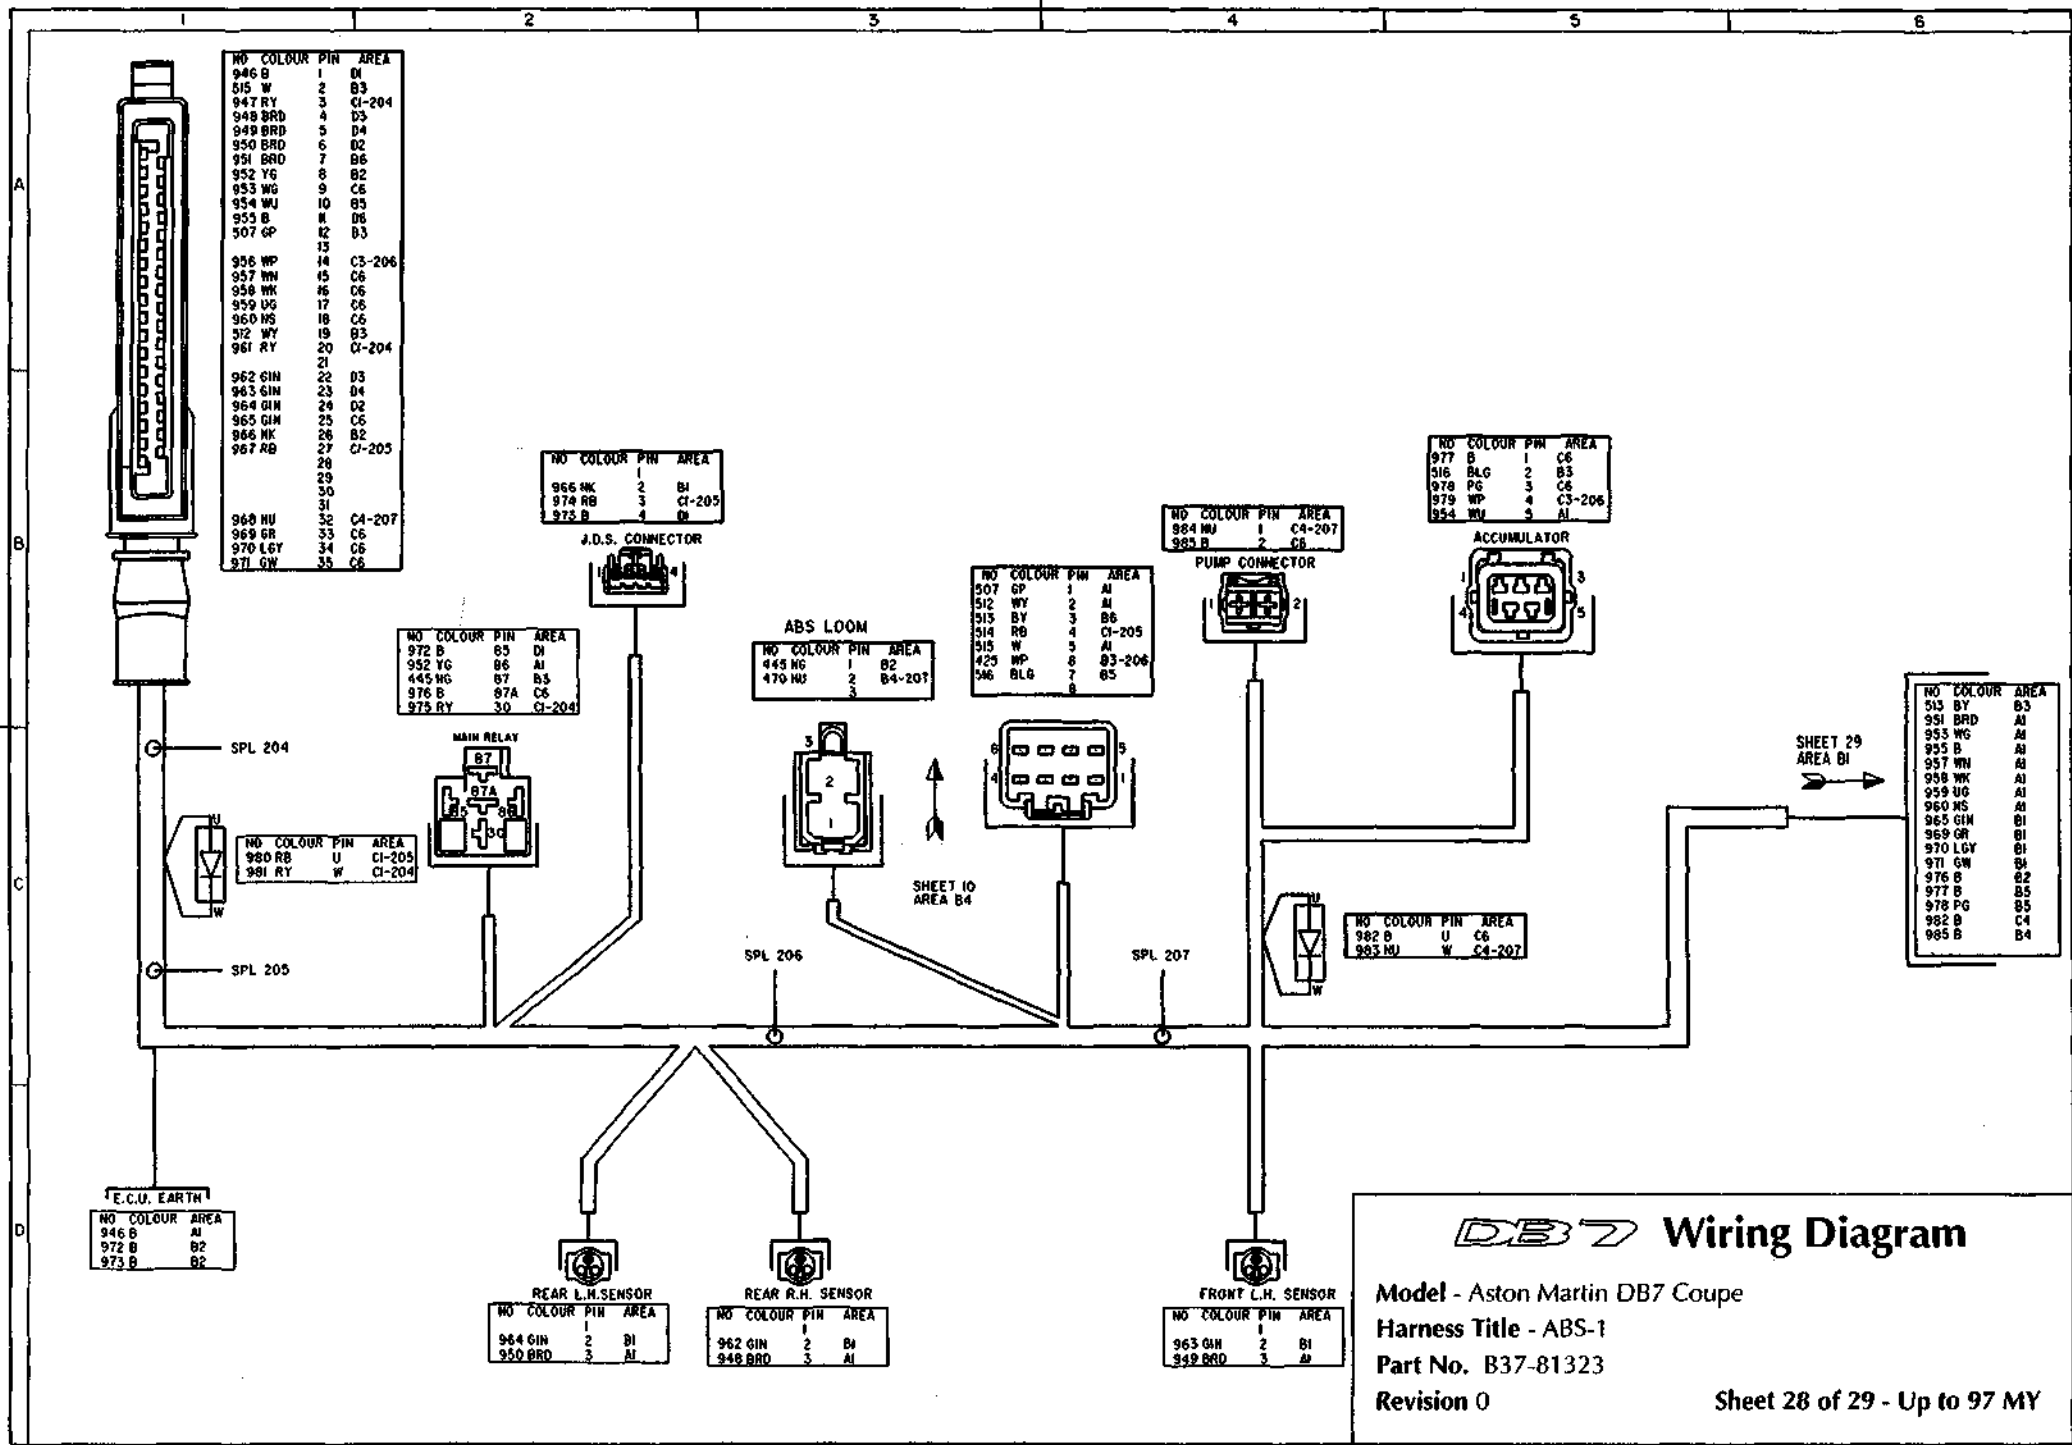 1 2 3 4 5 6
A
B
C
D
NO COLOUR PIN AREA
946 B 1 D1
515 W 2 B3
947 RY 3 C1-204
948 BRD 4 D3
949 BRD 5 D4
950 BRD 6 D2
951 BRD 7 B6
952 YG 8 B2
953 WG 9 C6
954 WU 10 B5
955 B 11 D6
507 GP 12 B3
13
956 WP 14 C3-206
957 WN 15 C6
958 WK 16 C6
959 UG 17 C6
960 NS 18 C6
512 WY 19 B3
961 RY 20 C1-204
21
962 GIN 22 D3
963 GIN 23 D4
964 GIN 24 D2
965 GIN 25 C6
966 NK 26 B2
967 RB 27 C1-205
28
29
30
31
968 NU 32 C4-207
969 GR 33 C6
970 LGY 34 C6
971 GW 35 C6
NO COLOUR PIN AREA
1
966 NK 2 B1
974 RB 3 C1-205
973 B 4 D1
J.D.S. CONNECTOR
1 4
NO COLOUR PIN AREA
977 B 1 C6
516 BLG 2 B3
978 PG 3 C6
979 WP 4 C3-206
954 WU 5 A1
ACCUMULATOR
1 3
4 5
NO COLOUR PIN AREA
984 NU 1 C4-207
985 B 2 C6
PUMP CONNECTOR
1 2
NO COLOUR PIN AREA
507 GP 1 A1
512 WY 2 A1
513 BY 3 B6
514 RB 4 C1-205
515 W 5 A1
425 WP 6 B3-206
516 BLG 7 B5
8
8 5
4 1
ABS LOOM
NO COLOUR PIN AREA
445 NG 1 B2
470 NU 2 B4-207
3
3
2
1
SHEET 10
AREA B4
NO COLOUR PIN AREA
972 B 85 D1
952 YG 86 A1
445 NG 87 B3
976 B 87A C6
975 RY 30 C1-204
MAIN RELAY
87
87A
85 86
30
SPL 204
U
W
NO COLOUR PIN AREA
980 RB U C1-205
981 RY W C1-204
SPL 205
SPL 206
SPL 207
U
W
NO COLOUR PIN AREA
982 B U C6
983 NU W C4-207
SHEET 29
AREA B1
NO COLOUR AREA
513 BY B3
951 BRD A1
953 WG A1
955 B A1
957 WN A1
958 WK A1
959 UG A1
960 NS A1
965 GIN B1
969 GR B1
970 LGY B1
971 GW B1
976 B B2
977 B B5
978 PG B5
982 B C4
985 B B4
E.C.U. EARTH
NO COLOUR AREA
946 B A1
972 B B2
973 B B2
REAR L.H.SENSOR
NO COLOUR PIN AREA
1
964 GIN 2 B1
950 BRD 3 A1
REAR R.H. SENSOR
NO COLOUR PIN AREA
1
962 GIN 2 B1
948 BRD 3 A1
FRONT L.H. SENSOR
NO COLOUR PIN AREA
1
963 GIN 2 B1
949 BRD 3 A1
DB7 Wiring Diagram
Model - Aston Martin DB7 Coupe
Harness Title - ABS-1
Part No. B37-81323
Revision 0
Sheet 28 of 29 - Up to 97 MY